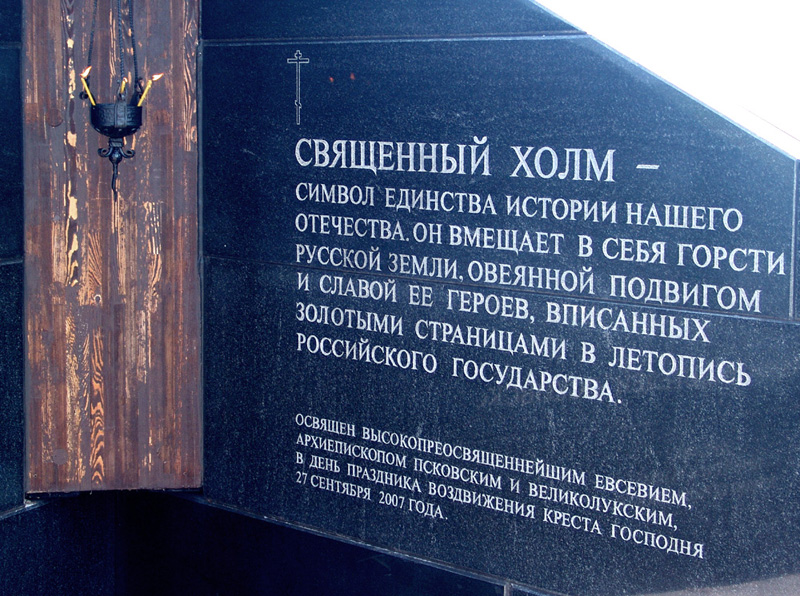 СВЯЩЕННЫЙ ХОЛМ –
СИМВОЛ ЕДИНСТВА ИСТОРИИ НАШЕГО
ОТЕЧЕСТВА. ОН ВМЕЩАЕТ В СЕБЯ ГОРСТИ
РУССКОЙ ЗЕМЛИ, ОВЕЯННОЙ ПОДВИГОМ
И СЛАВОЙ ЕЕ ГЕРОЕВ, ВПИСАННЫХ
ЗОЛОТЫМИ СТРАНИЦАМИ В ЛЕТОПИСЬ
РОССИЙСКОГО ГОСУДАРСТВА.
ОСВЯЩЕН ВЫСОКОПРЕОСВЯЩЕННЕЙШИМ ЕВСЕВИЕМ,
АРХИЕПИСКОПОМ ПСКОВСКИМ И ВЕЛИКОЛУКСКИМ,
В ДЕНЬ ПРАЗДНИКА ВОЗДВИЖЕНИЯ КРЕСТА ГОСПОДНЯ
27 СЕНТЯБРЯ 2007 ГОДА.